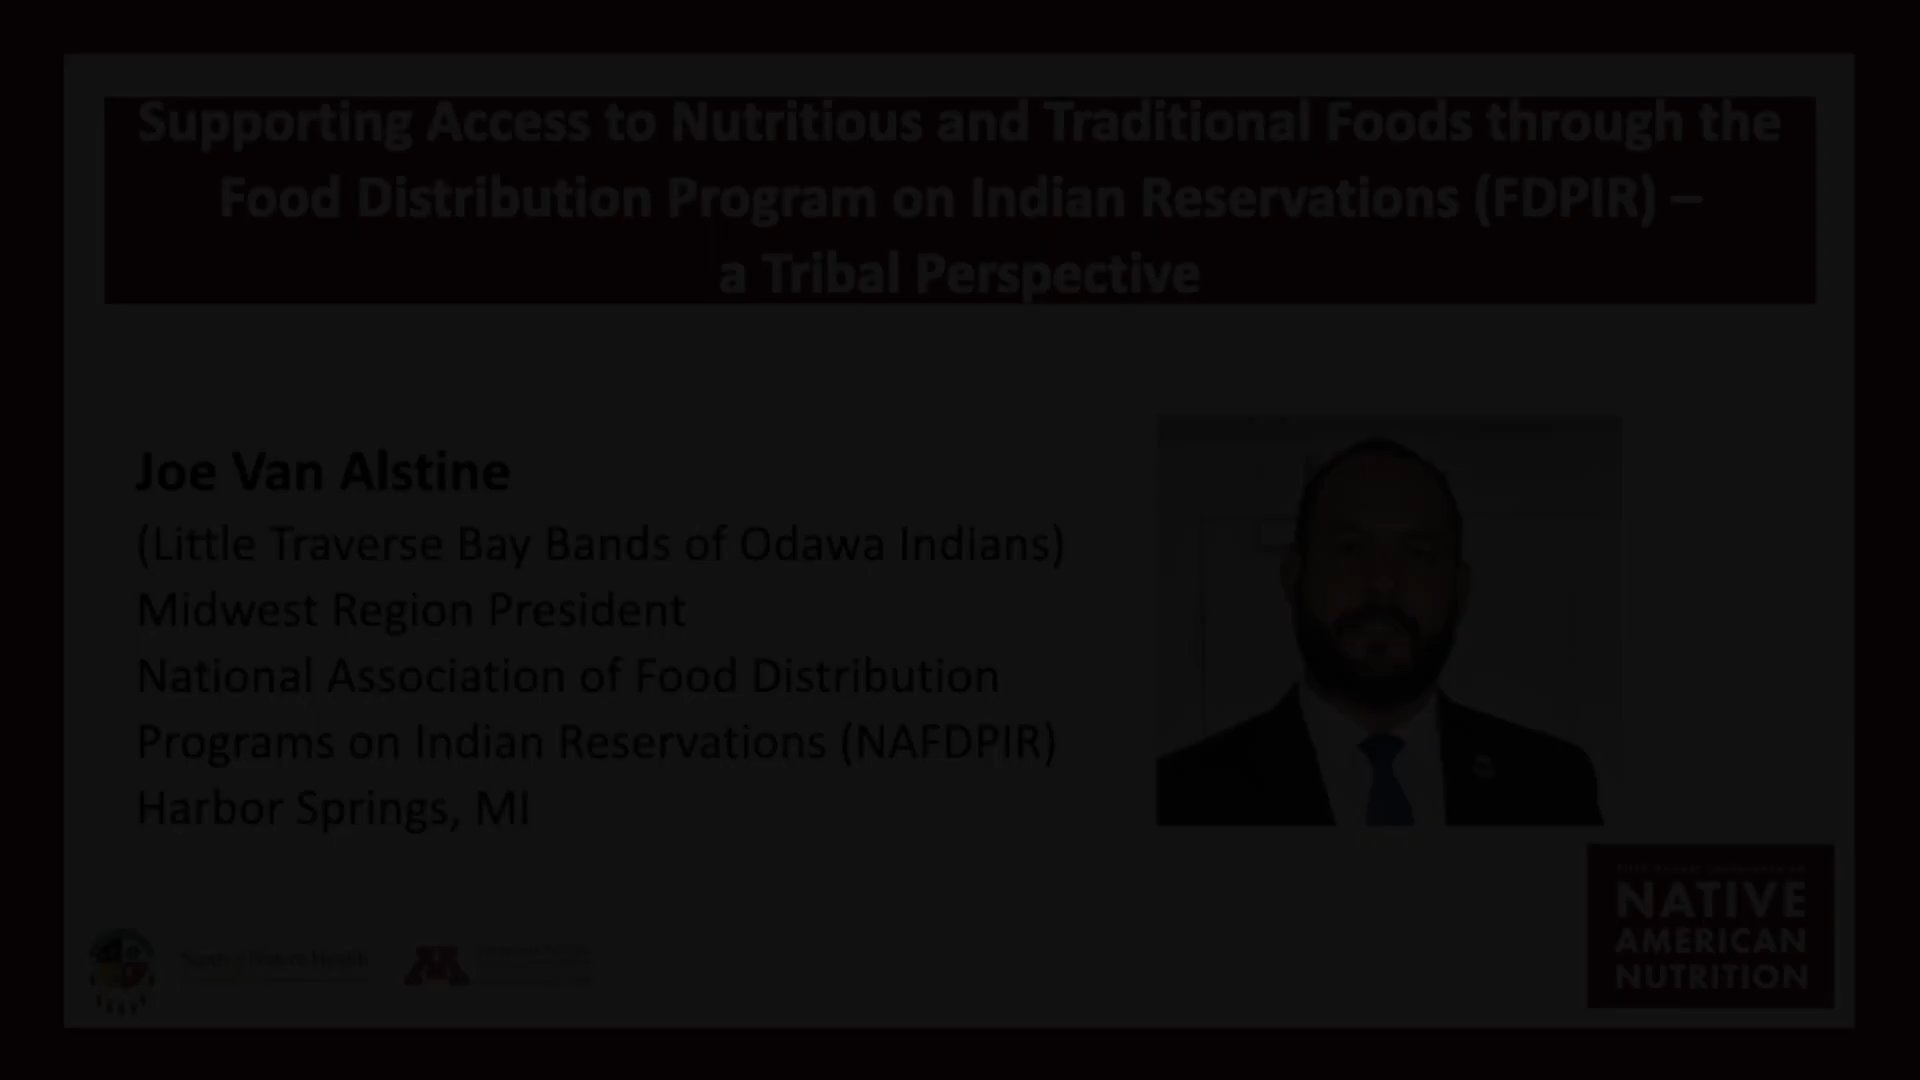 Supporting Access to Nutritious and Traditional Foods through the
Food Distribution Program on Indian Reservations (FDPIR) –
a Tribal Perspective
Joe Van Alstine
(Little Traverse Bay Bands of Odawa Indians)
Midwest Region President
National Association of Food Distribution
Programs on Indian Reservations (NAFDPIR)
Harbor Springs, MI
NATIVE
AMERICAN
NUTRITION